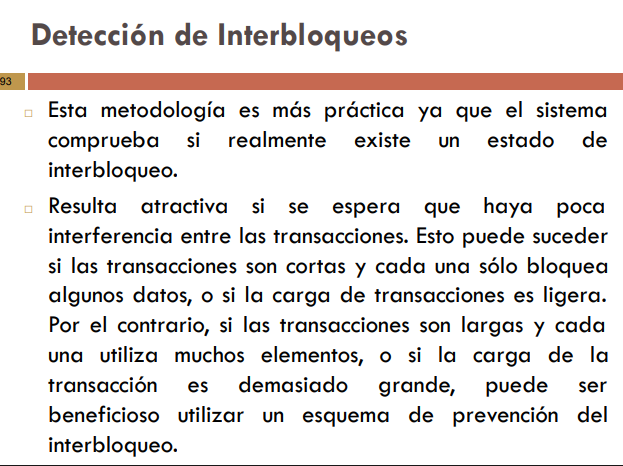 Detección de Interbloqueos
93
Esta metodología es más práctica ya que el sistema
comprueba si realmente existe un estado de
interbloqueo.
Resulta atractiva si se espera que haya poca
interferencia entre las transacciones. Esto puede suceder
si las transacciones son cortas y cada una sólo bloquea
algunos datos, o si la carga de transacciones es ligera.
Por el contrario, si las transacciones son largas y cada
una utiliza muchos elementos, o si la carga de la
transacción es demasiado grande, puede ser
beneficioso utilizar un esquema de prevención del
interbloqueo.